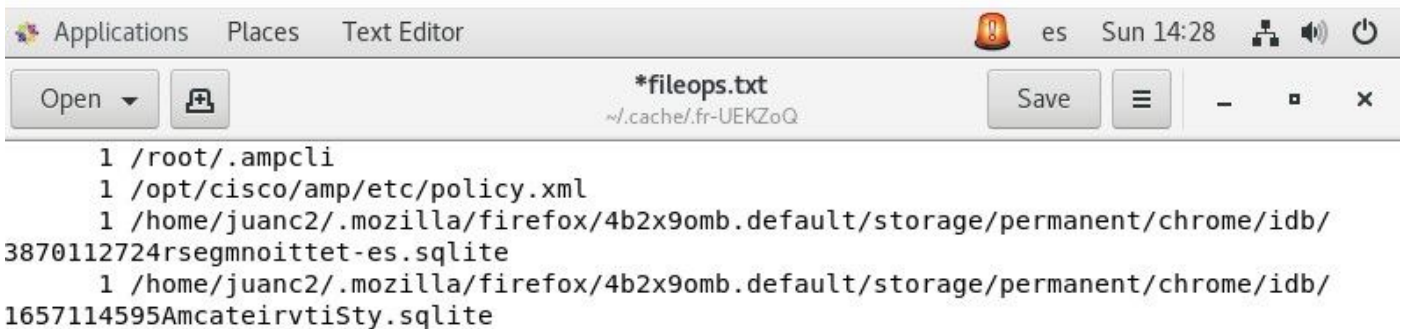 Applications Places Text Editor es Sun 14:28
Open *fileops.txt Save
~/.cache/.fr-UEKZoQ
1 /root/.ampcli
1 /opt/cisco/amp/etc/policy.xml
1 /home/juanc2/.mozilla/firefox/4b2x9omb.default/storage/permanent/chrome/idb/
3870112724rsegmnoittet-es.sqlite
1 /home/juanc2/.mozilla/firefox/4b2x9omb.default/storage/permanent/chrome/idb/
1657114595AmcateirvtiSty.sqlite